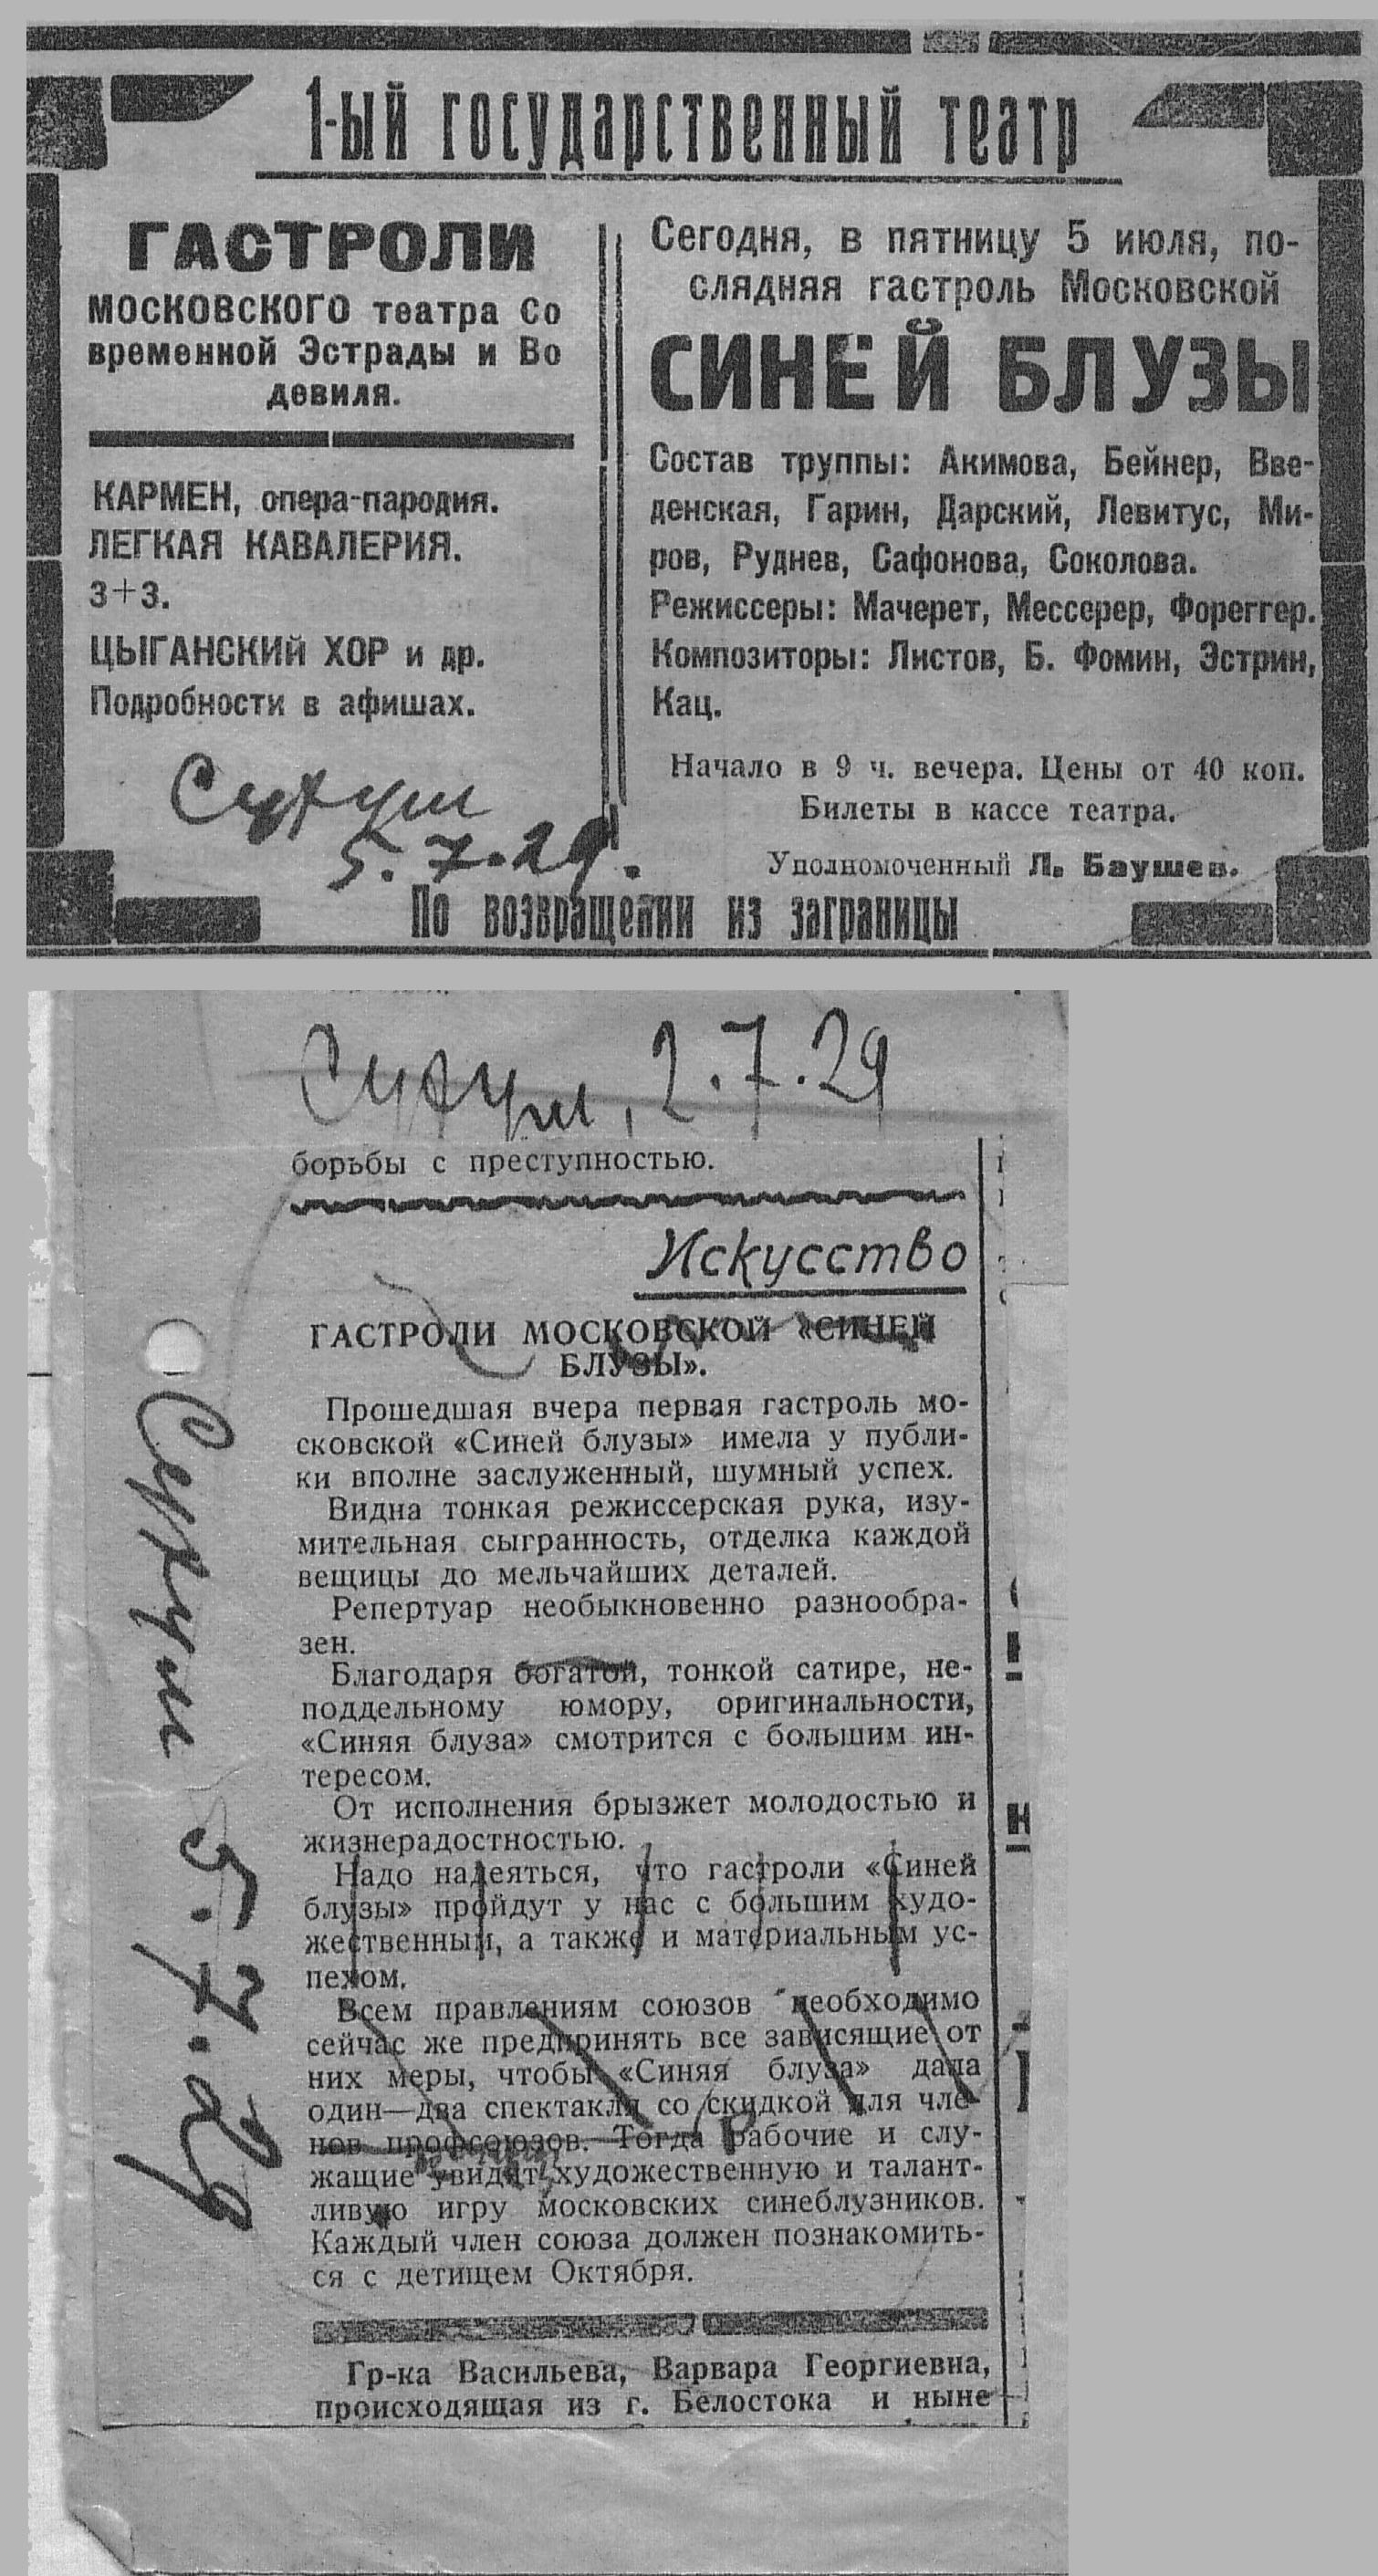 1-ый государственный театр
ГАСТРОЛИ
МОСКОВСКОГО театра Со
временной Эстрады и Во
девиля.
КАРМЕН, опера-пародия.
ЛЕГКАЯ КАВАЛЕРИЯ.
3+3.
ЦЫГАНСКИЙ ХОР и др.
Подробности в афишах.
5.7.29.
Сегодня, в пятницу 5 июля, по-
слядняя гастроль Московской
СИНЕЙ БЛУЗЫ
Состав труппы: Акимова, Бейнер, Вве-
денская, Гарин, Дарский, Левитус, Ми-
ров, Руднев, Сафонова, Соколова.
Режиссеры: Мачерет, Мессерер, Фореггер.
Композиторы: Листов, Б. Фомин, Эстрин,
Кац.
Начало в 9 ч. вечера. Цены от 40 коп.
Билеты в кассе театра.
Уполномоченный Л. Баушев.
По возвращении из заграницы
2.7.29
борьбы с преступностью.
Искусство
ГАСТРОЛИ МОСКОВСКОЙ «СИНЕЙ
БЛУЗЫ».
Прошедшая вчера первая гастроль мо-
сковской «Синей блузы» имела у публи-
ки вполне заслуженный, шумный успех.
Видна тонкая режиссерская рука, изу-
мительная сыгранность, отделка каждой
вещицы до мельчайших деталей.
Репертуар необыкновенно разнообра-
зен.
Благодаря богатой, тонкой сатире, не-
поддельному юмору, оригинальности,
«Синяя блуза» смотрится с большим ин-
тересом.
От исполнения брызжет молодостью и
жизнерадостностью.
Надо надеяться, что гастроли «Синей
блузы» пройдут у нас с большим худо-
жественным, а также и материальным ус-
пехом.
Всем правлениям союзов необходимо
сейчас же предпринять все зависящие от
них меры, чтобы «Синяя блуза» дала
один—два спектакля со скидкой для чле-
нов профсоюзов. Тогда рабочие и слу-
жащие увидят художественную и талант-
ливую игру московских синеблузников.
Каждый член союза должен познакомить-
ся с детищем Октября.
Гр-ка Васильева, Варвара Георгиевна,
происходящая из г. Белостока и ныне
5.7.29